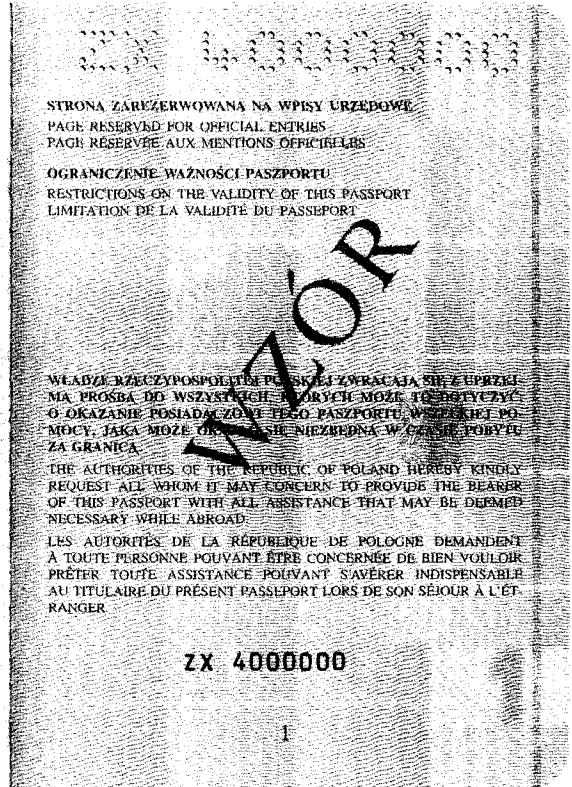 ZX 4000000
STRONA ZAREZERWOWANA NA WPISY URZĘDOWE
PAGE RESERVED FOR OFFICIAL ENTRIES
PAGE RÉSERVÉE AUX MENTIONS OFFICIELLES
OGRANICZENIE WAŻNOŚCI PASZPORTU
RESTRICTIONS ON THE VALIDITY OF THIS PASSPORT
LIMITATION DE LA VALIDITÉ DU PASSEPORT
WZÓR
WŁADZE RZECZYPOSPOLITEJ POLSKIEJ ZWRACAJĄ SIĘ Z UPRZEJ-
MĄ PROŚBĄ DO WSZYSTKICH, KTÓRYCH MOŻE TO DOTYCZYĆ,
O OKAZANIE POSIADACZOWI TEGO PASZPORTU WSZELKIEJ PO-
MOCY, JAKA MOŻE OKAZAĆ SIĘ NIEZBĘDNA W CZASIE POBYTU
ZA GRANICĄ.
THE AUTHORITIES OF THE REPUBLIC OF POLAND HEREBY KINDLY
REQUEST ALL WHOM IT MAY CONCERN TO PROVIDE THE BEARER
OF THIS PASSPORT WITH ALL ASSISTANCE THAT MAY BE DEEMED
NECESSARY WHILE ABROAD.
LES AUTORITÉS DE LA RÉPUBLIQUE DE POLOGNE DEMANDENT
À TOUTE PERSONNE POUVANT ÊTRE CONCERNÉE DE BIEN VOULOIR
PRÊTER TOUTE ASSISTANCE POUVANT S'AVÉRER INDISPENSABLE
AU TITULAIRE DU PRÉSENT PASSEPORT LORS DE SON SÉJOUR À L'ÉT-
RANGER
ZX 4000000
1